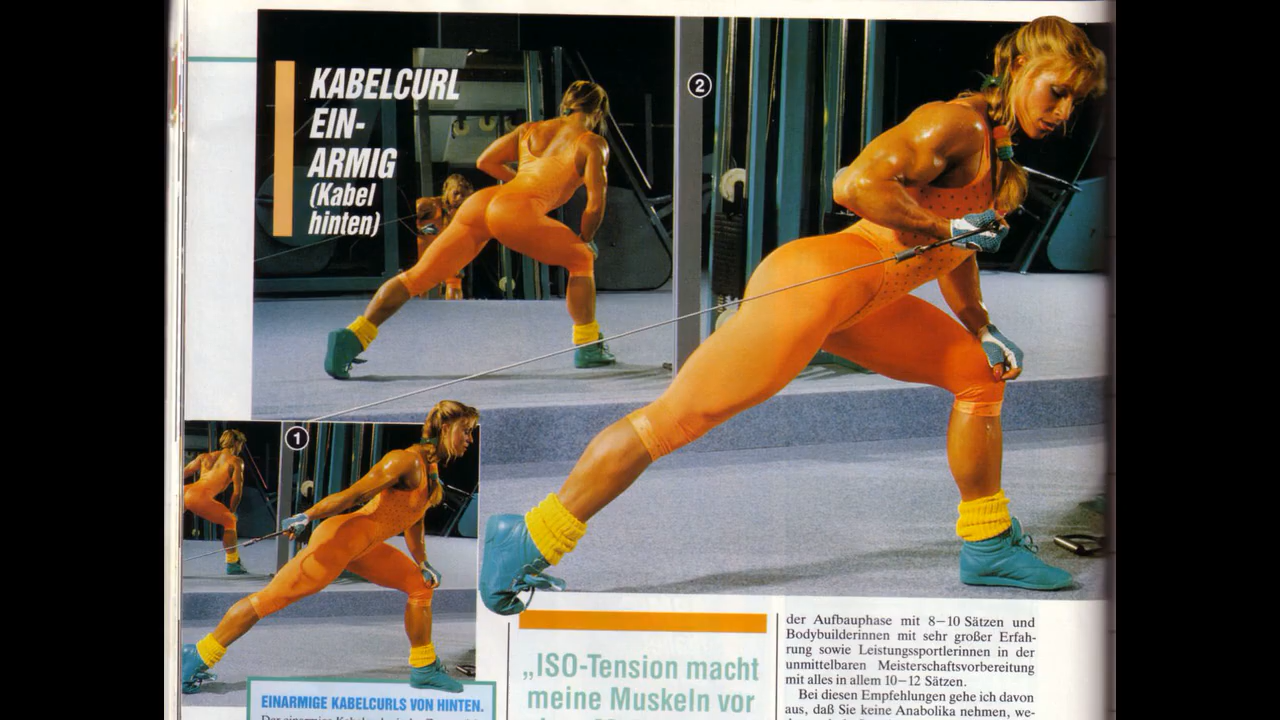 KABELCURL
EIN-
ARMIG
(Kabel
hinten)
2
1
EINARMIGE KABELCURLS VON HINTEN.
„ISO-Tension macht
meine Muskeln vor
der Aufbauphase mit 8–10 Sätzen und
Bodybuilderinnen mit sehr großer Erfah-
rung sowie Leistungssportlerinnen in der
unmittelbaren Meisterschaftsvorbereitung
mit alles in allem 10–12 Sätzen.
Bei diesen Empfehlungen gehe ich davon
aus, daß Sie keine Anabolika nehmen, we-